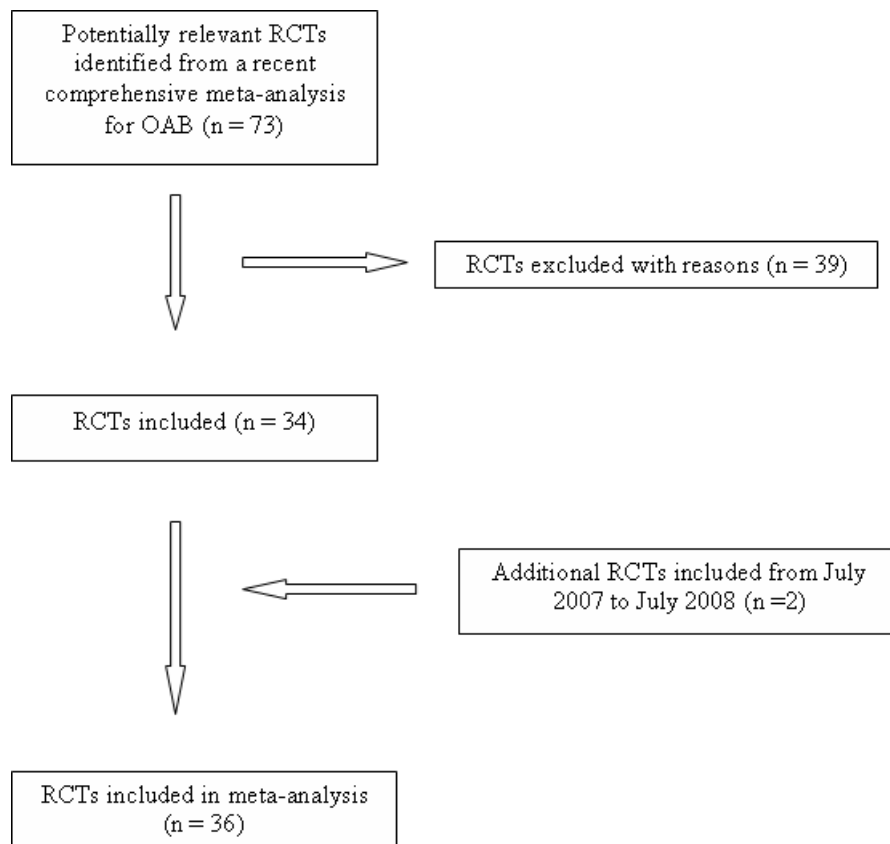 Potentially relevant RCTs
identified from a recent
comprehensive meta-analysis
for OAB (n = 73)
RCTs excluded with reasons (n = 39)
RCTs included (n = 34)
Additional RCTs included from July
2007 to July 2008 (n =2)
RCTs included in meta-analysis
(n = 36)